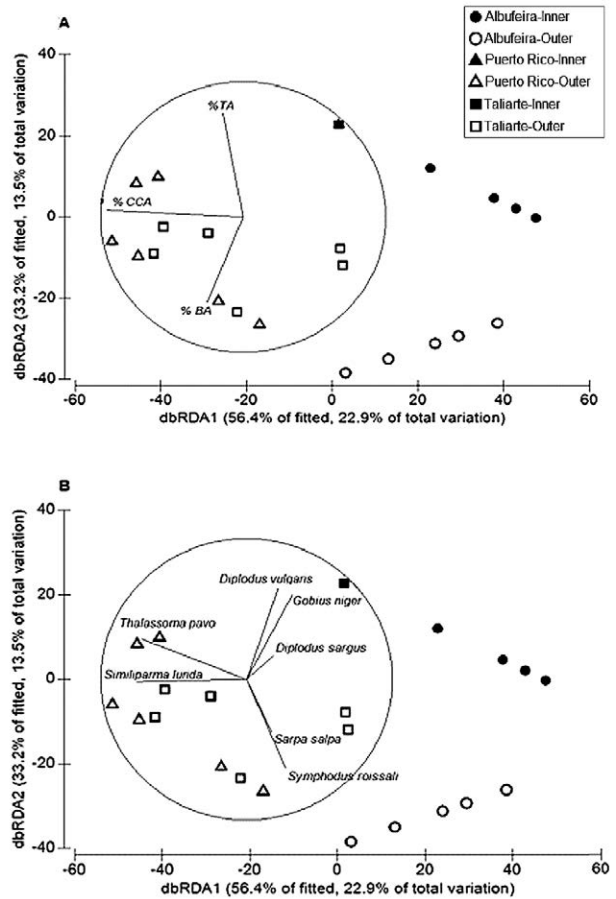 A
Albufeira-Inner
Albufeira-Outer
Puerto Rico-Inner
Puerto Rico-Outer
Taliarte-Inner
Taliarte-Outer
40
20
0
-20
-40
dbRDA2 (33.2% of fitted, 13.5% of total variation)
%TA
% CCA
% BA
-60
-40
-20
0
20
40
60
dbRDA1 (56.4% of fitted, 22.9% of total variation)
B
40
20
0
-20
-40
dbRDA2 (33.2% of fitted, 13.5% of total variation)
Diplodus vulgaris
Gobius niger
Thalassoma pavo
Diplodus sargus
Similiparma lurida
Sarpa salpa
Symphodus roissali
-60
-40
-20
0
20
40
60
dbRDA1 (56.4% of fitted, 22.9% of total variation)